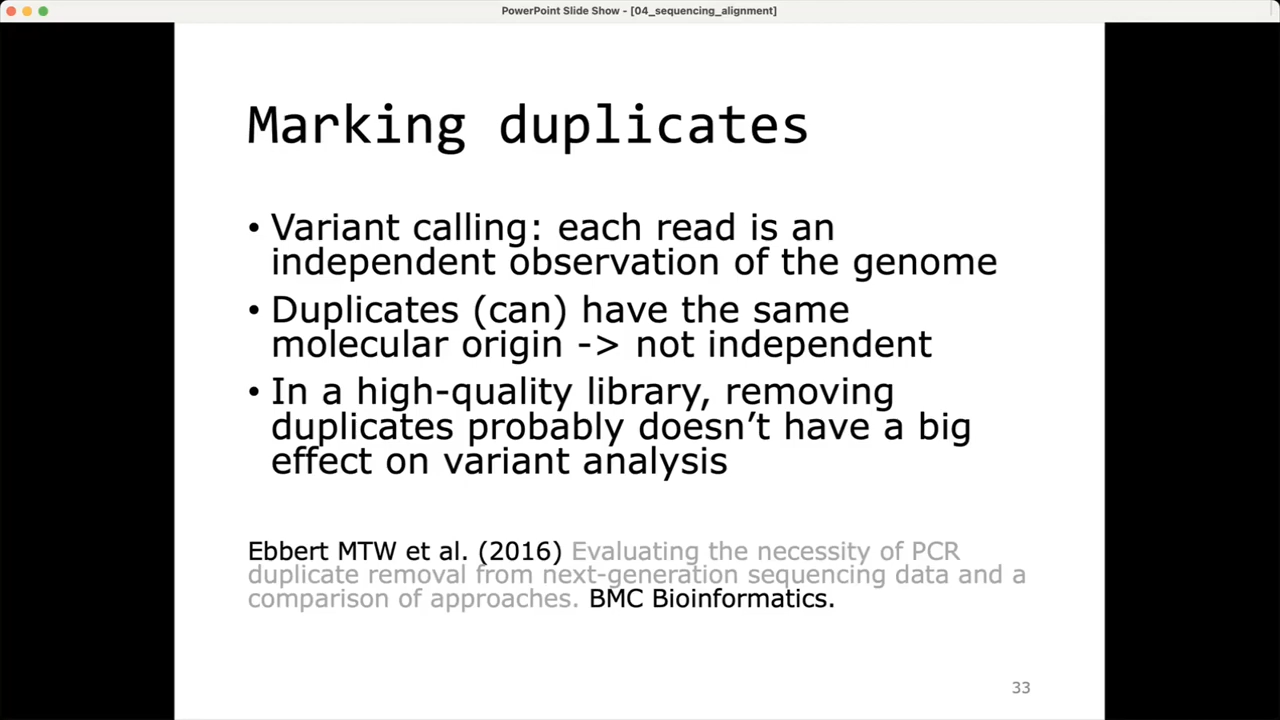 PowerPoint Slide Show - [04_sequencing_alignment]
Marking duplicates
• Variant calling: each read is an
independent observation of the genome
• Duplicates (can) have the same
molecular origin -> not independent
• In a high-quality library, removing
duplicates probably doesn’t have a big
effect on variant analysis
Ebbert MTW et al. (2016) Evaluating the necessity of PCR
duplicate removal from next-generation sequencing data and a
comparison of approaches. BMC Bioinformatics.
33